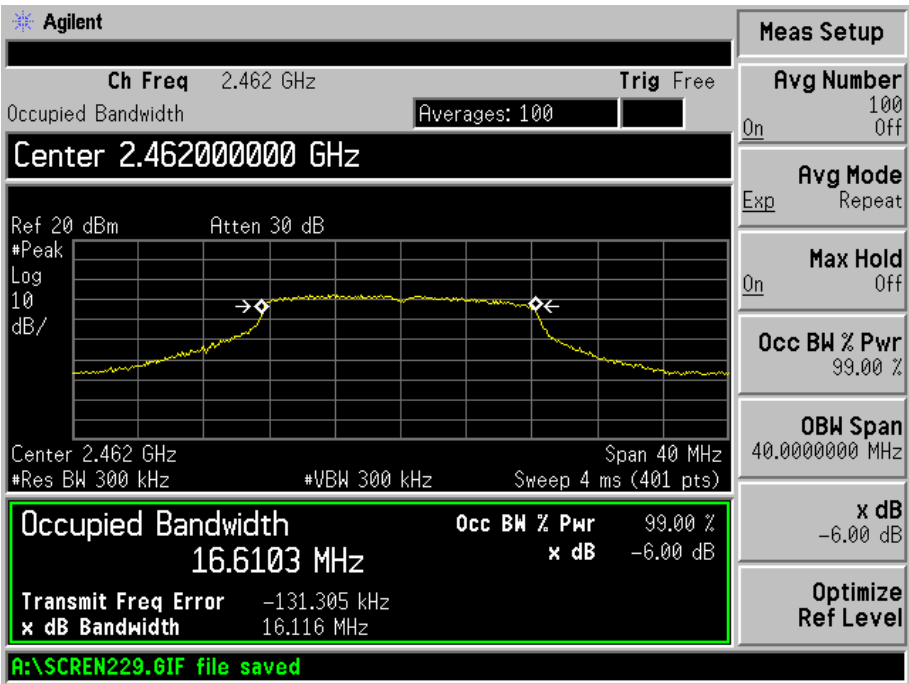 Agilent
Ch Freq 2.462 GHz Trig Free
Occupied Bandwidth Averages: 100
Center 2.462000000 GHz
Ref 20 dBm Atten 30 dB
#Peak
Log
10
dB/
Center 2.462 GHz Span 40 MHz
#Res BW 300 kHz #VBW 300 kHz Sweep 4 ms (401 pts)
Occupied Bandwidth Occ BW % Pwr 99.00 %
16.6103 MHz x dB -6.00 dB
Transmit Freq Error -131.305 kHz
x dB Bandwidth 16.116 MHz
A:\SCREN229.GIF file saved
Meas Setup
Avg Number
100
On Off
Avg Mode
Exp Repeat
Max Hold
On Off
Occ BW % Pwr
99.00 %
OBW Span
40.0000000 MHz
x dB
-6.00 dB
Optimize
Ref Level